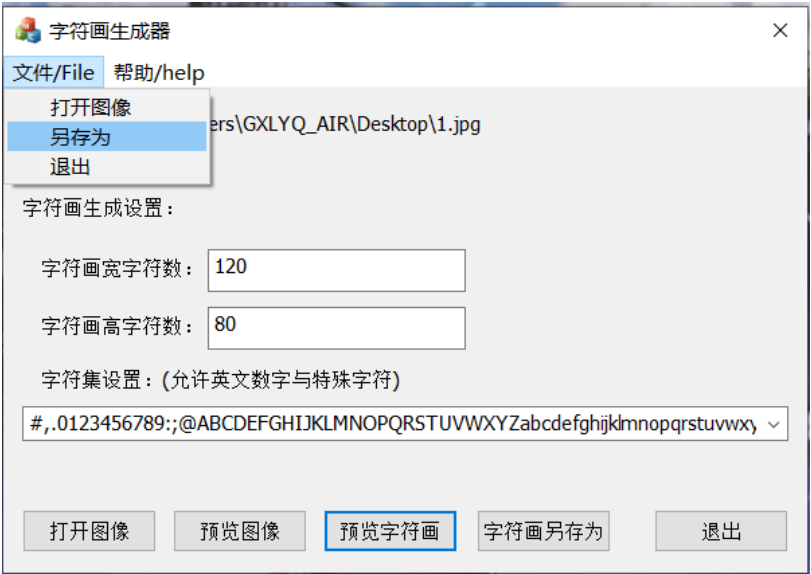 字符画生成器
文件/File 帮助/help
打开图像
ers\GXLYQ_AIR\Desktop\1.jpg
另存为
退出
字符画生成设置：
字符画宽字符数： 120
字符画高字符数： 80
字符集设置：(允许英文数字与特殊字符)
#,.0123456789:;@ABCDEFGHIJKLMNOPQRSTUVWXYZabcdefghijklmnopqrstuvwxy
打开图像 预览图像 预览字符画 字符画另存为 退出